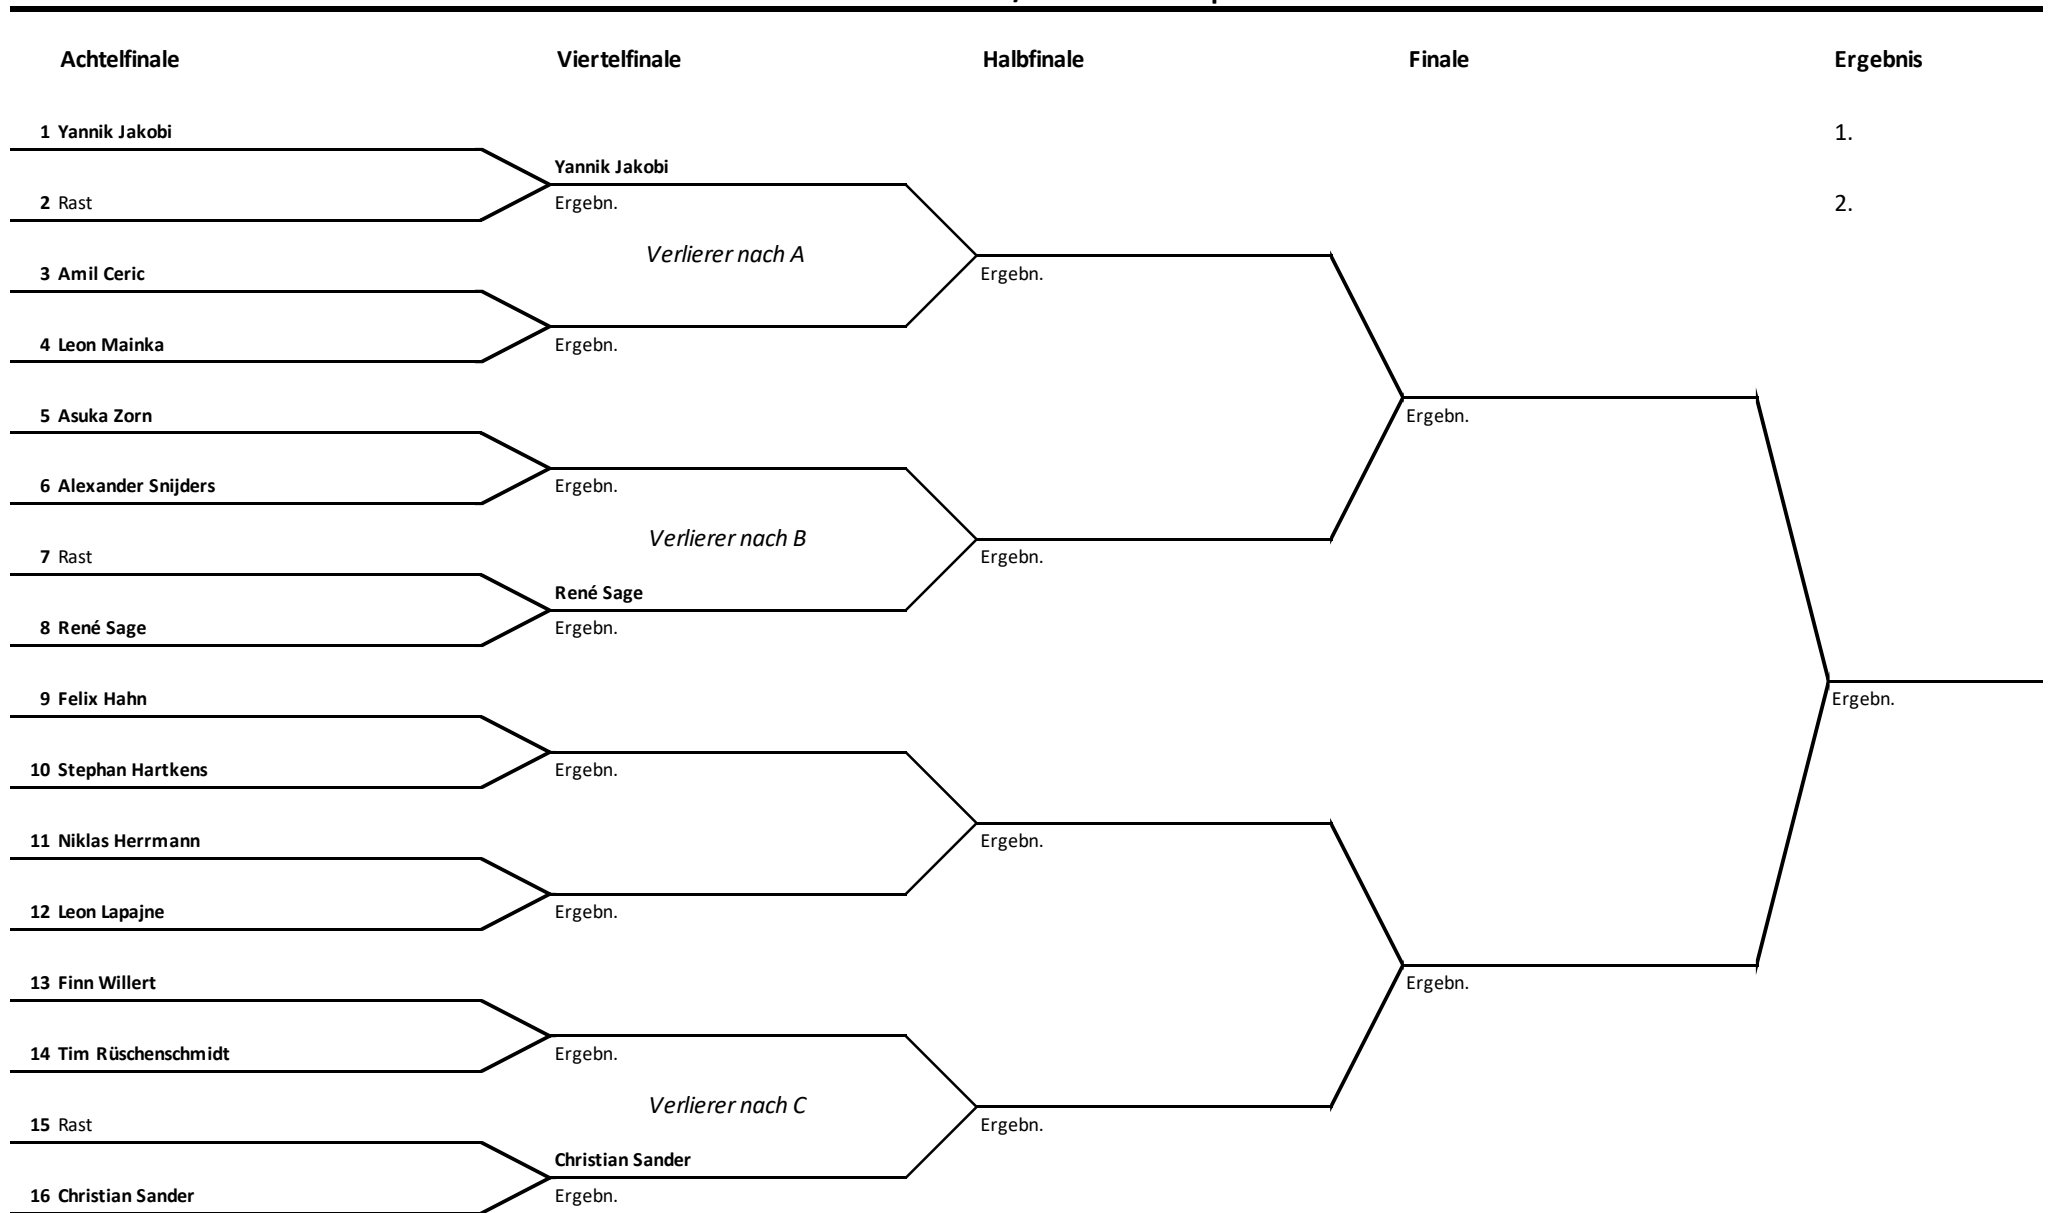 Achtelfinale Viertelfinale Halbfinale Finale Ergebnis
1 Yannik Jakobi 1.
Yannik Jakobi
2 Rast Ergebn. 2.
Verlierer nach A
3 Amil Ceric Ergebn.
4 Leon Mainka Ergebn.
5 Asuka Zorn Ergebn.
6 Alexander Snijders Ergebn.
Verlierer nach B
7 Rast Ergebn.
René Sage
8 René Sage Ergebn.
9 Felix Hahn Ergebn.
10 Stephan Hartkens Ergebn.
11 Niklas Herrmann Ergebn.
12 Leon Lapajne Ergebn.
13 Finn Willert Ergebn.
14 Tim Rüschenschmidt Ergebn.
Verlierer nach C
15 Rast Ergebn.
Christian Sander
16 Christian Sander Ergebn.